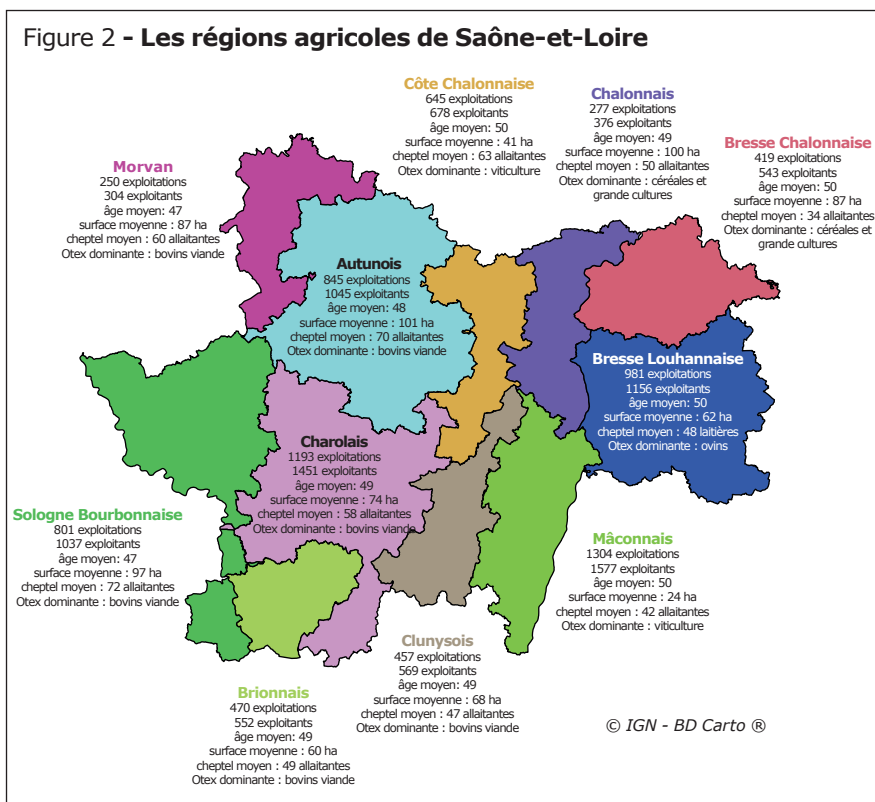 Figure 2 - Les régions agricoles de Saône-et-Loire
Côte Chalonnaise
645 exploitations
678 exploitants
âge moyen: 50
surface moyenne : 41 ha
cheptel moyen : 63 allaitantes
Otex dominante : viticulture
Chalonnais
277 exploitations
376 exploitants
âge moyen: 49
surface moyenne : 100 ha
cheptel moyen : 50 allaitantes
Otex dominante : céréales et
grande cultures
Bresse Chalonnaise
419 exploitations
543 exploitants
âge moyen: 50
surface moyenne : 87 ha
cheptel moyen : 34 allaitantes
Otex dominante : céréales et
grande cultures
Morvan
250 exploitations
304 exploitants
âge moyen: 47
surface moyenne : 87 ha
cheptel moyen : 60 allaitantes
Otex dominante : bovins viande
Autunois
845 exploitations
1045 exploitants
âge moyen: 48
surface moyenne : 101 ha
cheptel moyen : 70 allaitantes
Otex dominante : bovins viande
Bresse Louhannaise
981 exploitations
1156 exploitants
âge moyen: 50
surface moyenne : 62 ha
cheptel moyen : 48 laitières
Otex dominante : ovins
Charolais
1193 exploitations
1451 exploitants
âge moyen: 49
surface moyenne : 74 ha
cheptel moyen : 58 allaitantes
Otex dominante : bovins viande
Sologne Bourbonnaise
801 exploitations
1037 exploitants
âge moyen: 47
surface moyenne : 97 ha
cheptel moyen : 72 allaitantes
Otex dominante : bovins viande
Mâconnais
1304 exploitations
1577 exploitants
âge moyen: 50
surface moyenne : 24 ha
cheptel moyen : 42 allaitantes
Otex dominante : viticulture
Clunysois
457 exploitations
569 exploitants
âge moyen: 49
surface moyenne : 68 ha
cheptel moyen : 47 allaitantes
Otex dominante : bovins viande
Brionnais
470 exploitations
552 exploitants
âge moyen: 49
surface moyenne : 60 ha
cheptel moyen : 49 allaitantes
Otex dominante : bovins viande
© IGN - BD Carto ®